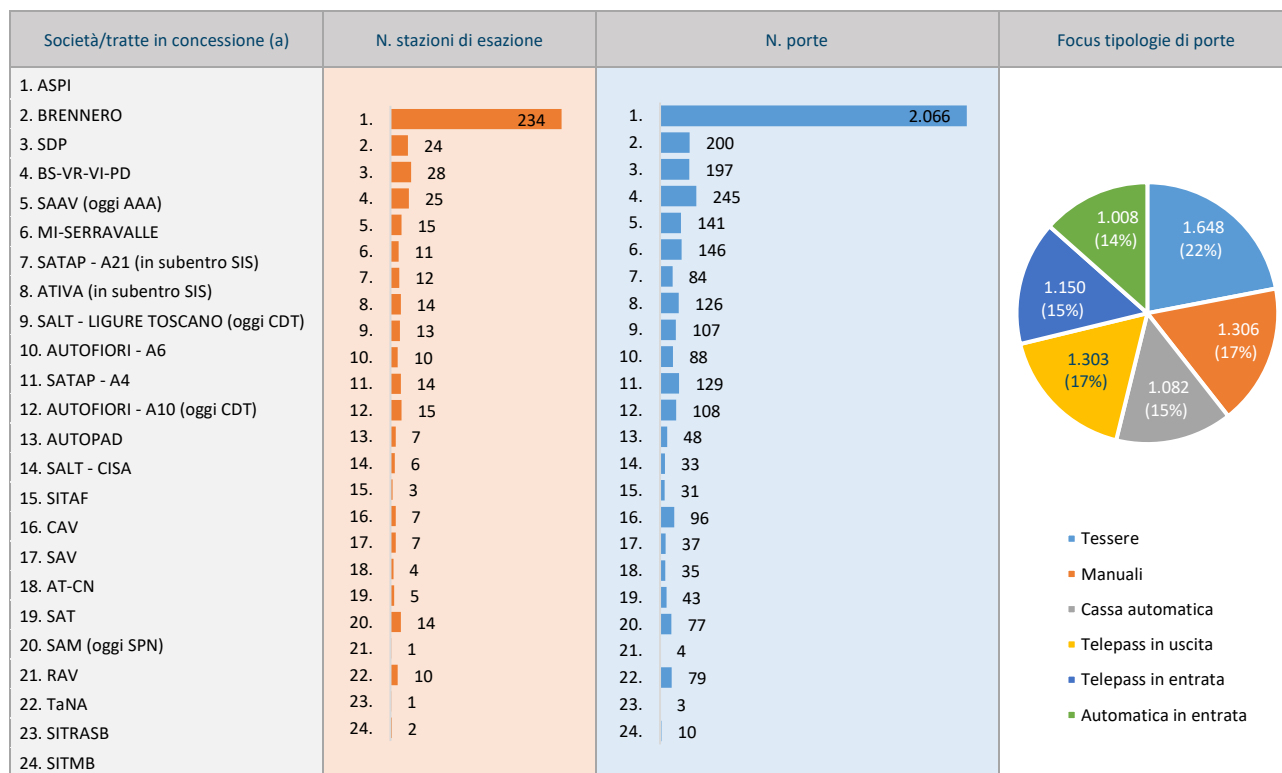 Società/tratte in concessione (a)
N. stazioni di esazione
N. porte
Focus tipologie di porte
1. ASPI
2. BRENNERO
3. SDP
4. BS-VR-VI-PD
5. SAAV (oggi AAA)
6. MI-SERRAVALLE
7. SATAP - A21 (in subentro SIS)
8. ATIVA (in subentro SIS)
9. SALT - LIGURE TOSCANO (oggi CDT)
10. AUTOFIORI - A6
11. SATAP - A4
12. AUTOFIORI - A10 (oggi CDT)
13. AUTOPAD
14. SALT - CISA
15. SITAF
16. CAV
17. SAV
18. AT-CN
19. SAT
20. SAM (oggi SPN)
21. RAV
22. TaNA
23. SITRASB
24. SITMB
1. 234
2. 24
3. 28
4. 25
5. 15
6. 11
7. 12
8. 14
9. 13
10. 10
11. 14
12. 15
13. 7
14. 6
15. 3
16. 7
17. 7
18. 4
19. 5
20. 14
21. 1
22. 10
23. 1
24. 2
1. 2.066
2. 200
3. 197
4. 245
5. 141
6. 146
7. 84
8. 126
9. 107
10. 88
11. 129
12. 108
13. 48
14. 33
15. 31
16. 96
17. 37
18. 35
19. 43
20. 77
21. 4
22. 79
23. 3
24. 10
1.648
(22%)
1.306
(17%)
1.082
(15%)
1.303
(17%)
1.150
(15%)
1.008
(14%)
Tessere
Manuali
Cassa automatica
Telepass in uscita
Telepass in entrata
Automatica in entrata